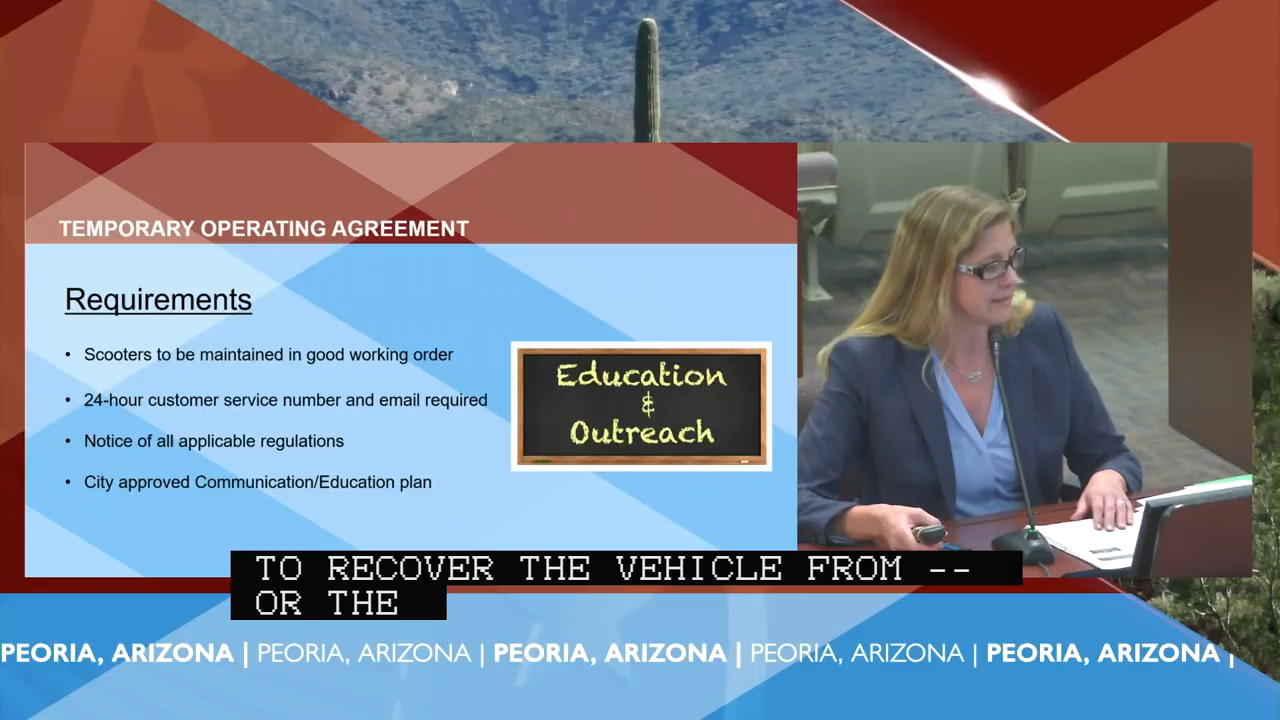 TEMPORARY OPERATING AGREEMENT
Requirements
• Scooters to be maintained in good working order
• 24-hour customer service number and email required
• Notice of all applicable regulations
• City approved Communication/Education plan
Education
&
Outreach
TO RECOVER THE VEHICLE FROM --
OR THE
PEORIA, ARIZONA | PEORIA, ARIZONA | PEORIA, ARIZONA | PEORIA, ARIZONA | PEORIA, ARIZONA |